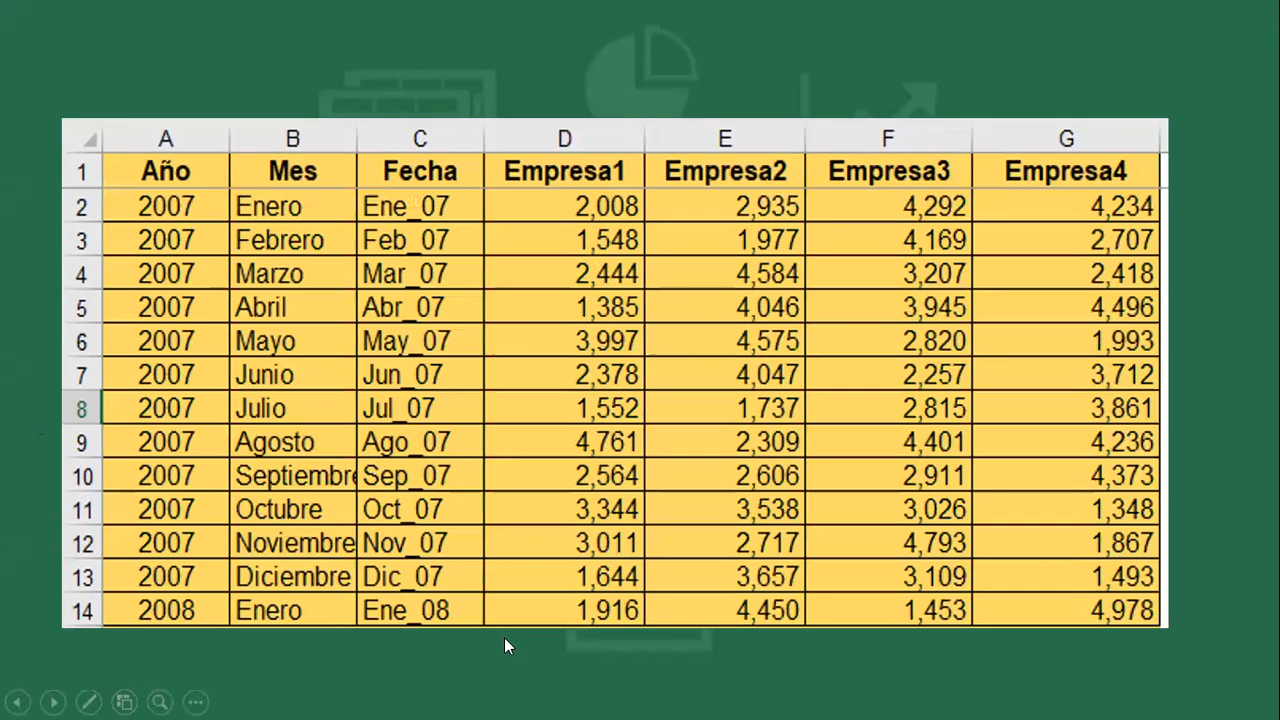 A B C D E F G
1 Año Mes Fecha Empresa1 Empresa2 Empresa3 Empresa4
2 2007 Enero Ene_07 2,008 2,935 4,292 4,234
3 2007 Febrero Feb_07 1,548 1,977 4,169 2,707
4 2007 Marzo Mar_07 2,444 4,584 3,207 2,418
5 2007 Abril Abr_07 1,385 4,046 3,945 4,496
6 2007 Mayo May_07 3,997 4,575 2,820 1,993
7 2007 Junio Jun_07 2,378 4,047 2,257 3,712
8 2007 Julio Jul_07 1,552 1,737 2,815 3,861
9 2007 Agosto Ago_07 4,761 2,309 4,401 4,236
10 2007 Septiembre Sep_07 2,564 2,606 2,911 4,373
11 2007 Octubre Oct_07 3,344 3,538 3,026 1,348
12 2007 Noviembre Nov_07 3,011 2,717 4,793 1,867
13 2007 Diciembre Dic_07 1,644 3,657 3,109 1,493
14 2008 Enero Ene_08 1,916 4,450 1,453 4,978